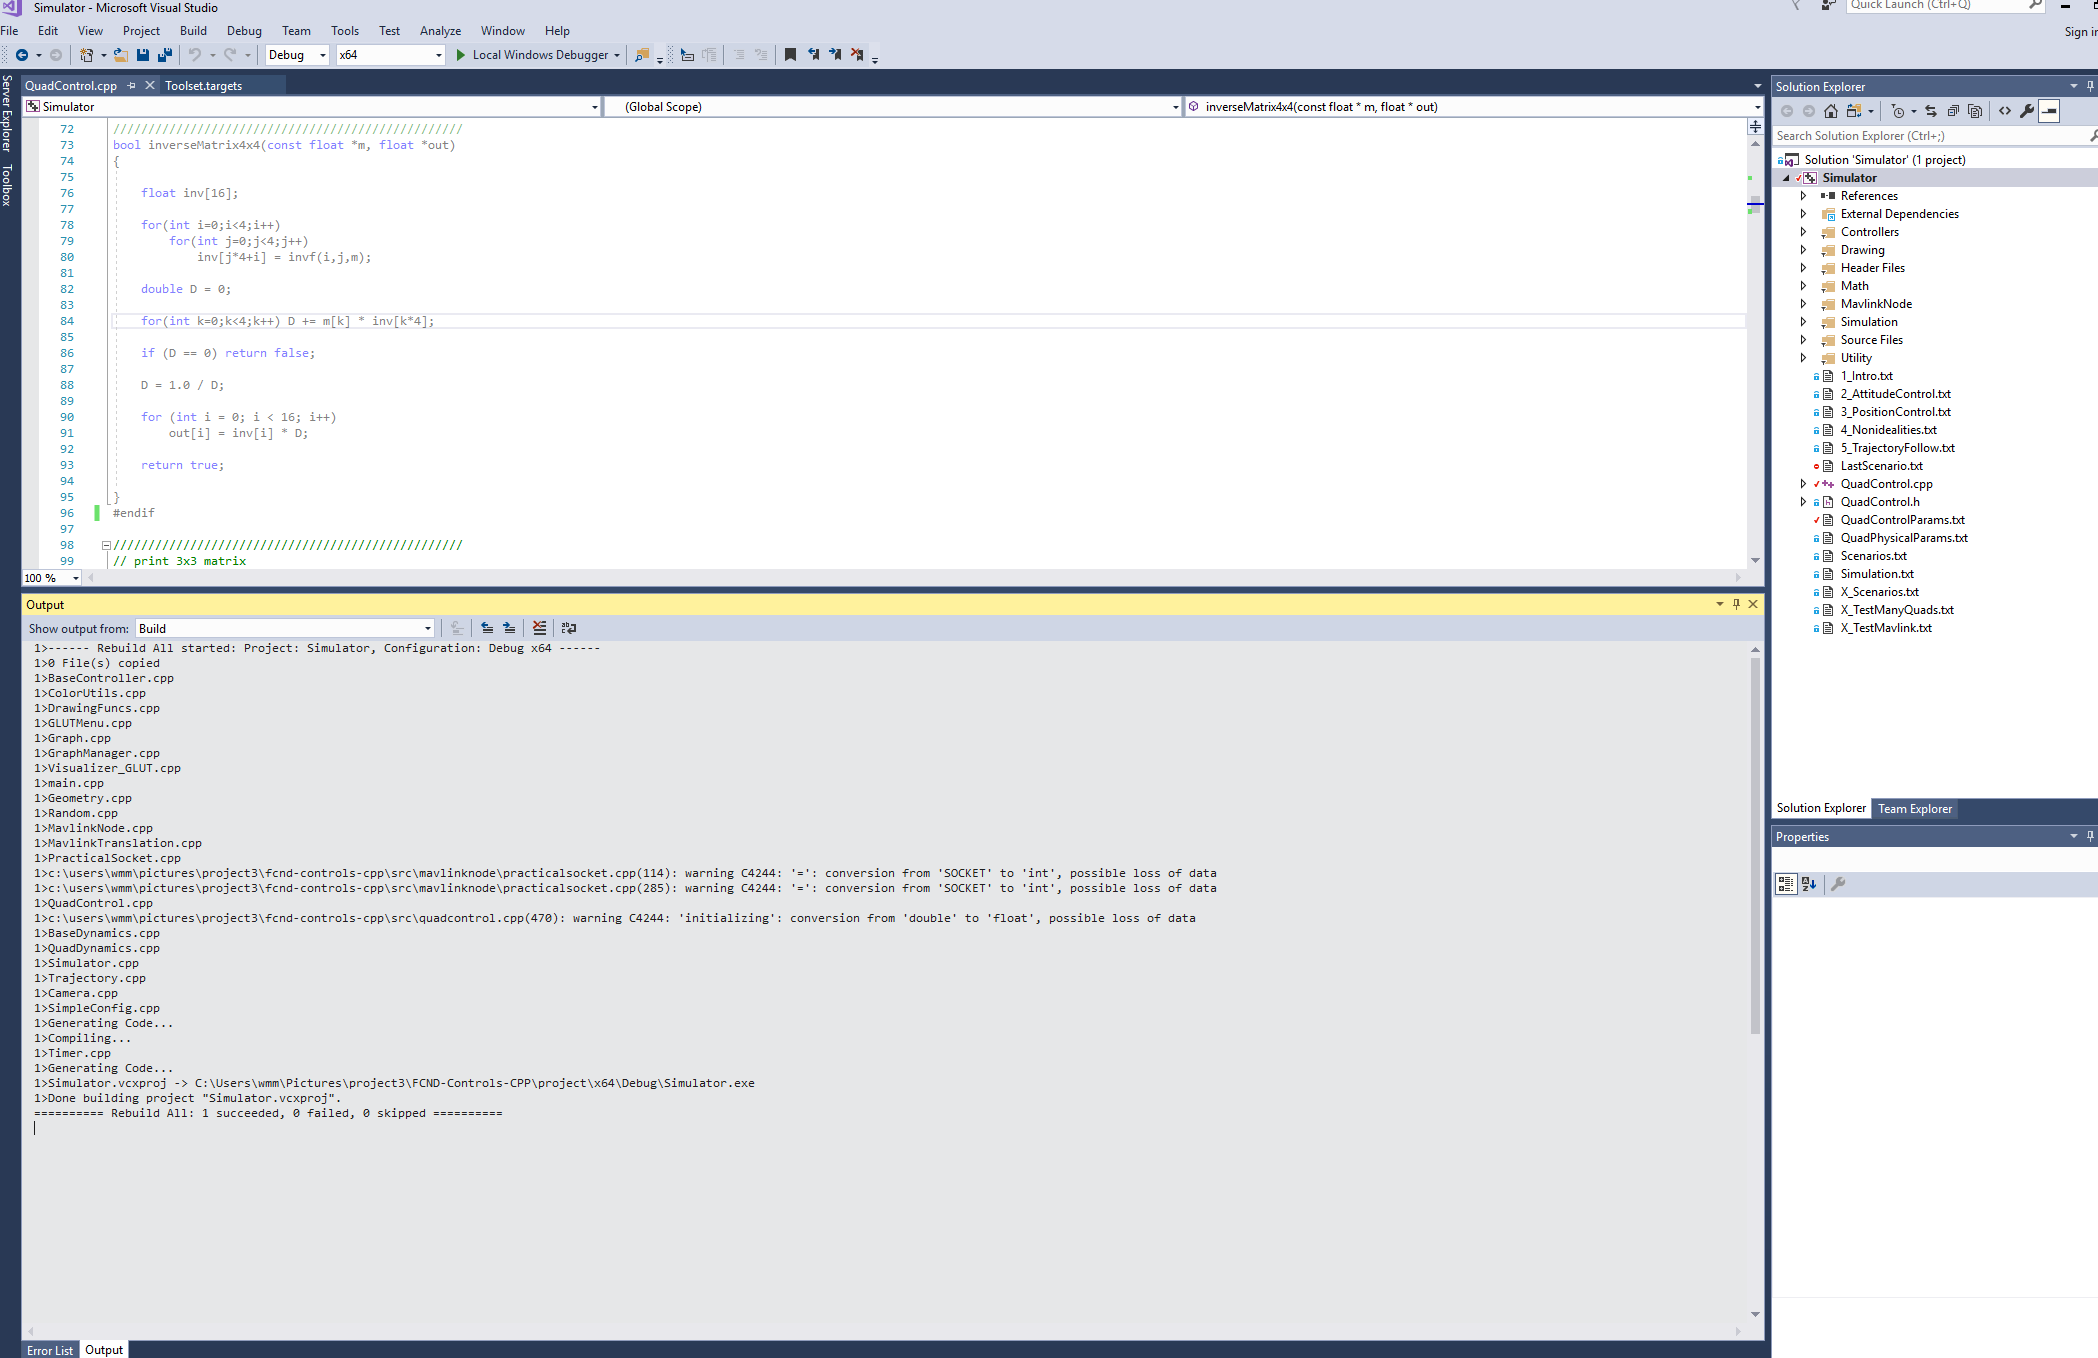 Simulator - Microsoft Visual Studio
Quick Launch (Ctrl+Q)
File Edit View Project Build Debug Team Tools Test Analyze Window Help
Sign in
Debug x64 Local Windows Debugger
Server Explorer
Toolbox
QuadControl.cpp Toolset.targets
Simulator (Global Scope) inverseMatrix4x4(const float * m, float * out)
72 //////////////////////////////////////////////////
73 bool inverseMatrix4x4(const float *m, float *out)
74 {
75
76 float inv[16];
77
78 for(int i=0;i<4;i++)
79 for(int j=0;j<4;j++)
80 inv[j*4+i] = invf(i,j,m);
81
82 double D = 0;
83
84 for(int k=0;k<4;k++) D += m[k] * inv[k*4];
85
86 if (D == 0) return false;
87
88 D = 1.0 / D;
89
90 for (int i = 0; i < 16; i++)
91 out[i] = inv[i] * D;
92
93 return true;
94
95 }
96 #endif
97
98 //////////////////////////////////////////////////
99 // print 3x3 matrix
100 %
Output
Show output from: Build
1>------ Rebuild All started: Project: Simulator, Configuration: Debug x64 ------
1>0 File(s) copied
1>BaseController.cpp
1>ColorUtils.cpp
1>DrawingFuncs.cpp
1>GLUTMenu.cpp
1>Graph.cpp
1>GraphManager.cpp
1>Visualizer_GLUT.cpp
1>main.cpp
1>Geometry.cpp
1>Random.cpp
1>MavlinkNode.cpp
1>MavlinkTranslation.cpp
1>PracticalSocket.cpp
1>c:\users\wmm\pictures\project3\fcnd-controls-cpp\src\mavlinknode\practicalsocket.cpp(114): warning C4244: '=': conversion from 'SOCKET' to 'int', possible loss of data
1>c:\users\wmm\pictures\project3\fcnd-controls-cpp\src\mavlinknode\practicalsocket.cpp(285): warning C4244: '=': conversion from 'SOCKET' to 'int', possible loss of data
1>QuadControl.cpp
1>c:\users\wmm\pictures\project3\fcnd-controls-cpp\src\quadcontrol.cpp(470): warning C4244: 'initializing': conversion from 'double' to 'float', possible loss of data
1>BaseDynamics.cpp
1>QuadDynamics.cpp
1>Simulator.cpp
1>Trajectory.cpp
1>Camera.cpp
1>SimpleConfig.cpp
1>Generating Code...
1>Compiling...
1>Timer.cpp
1>Generating Code...
1>Simulator.vcxproj -> C:\Users\wmm\Pictures\project3\FCND-Controls-CPP\project\x64\Debug\Simulator.exe
1>Done building project "Simulator.vcxproj".
========== Rebuild All: 1 succeeded, 0 failed, 0 skipped ==========
Error List Output
Solution Explorer
Search Solution Explorer (Ctrl+;)
Solution 'Simulator' (1 project)
Simulator
References
External Dependencies
Controllers
Drawing
Header Files
Math
MavlinkNode
Simulation
Source Files
Utility
1_Intro.txt
2_AttitudeControl.txt
3_PositionControl.txt
4_Nonidealities.txt
5_TrajectoryFollow.txt
LastScenario.txt
QuadControl.cpp
QuadControl.h
QuadControlParams.txt
QuadPhysicalParams.txt
Scenarios.txt
Simulation.txt
X_Scenarios.txt
X_TestManyQuads.txt
X_TestMavlink.txt
Solution Explorer Team Explorer
Properties